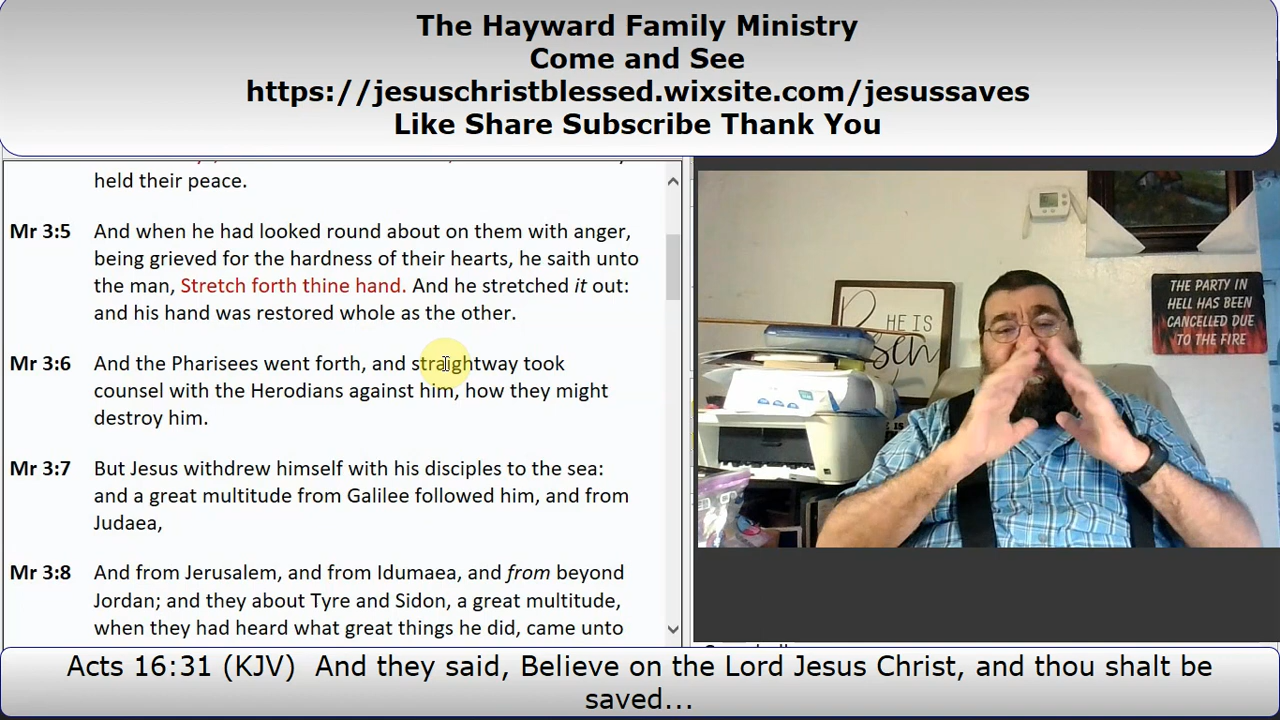 The Hayward Family Ministry
Come and See
https://jesuschristblessed.wixsite.com/jesussaves
Like Share Subscribe Thank You
held their peace.
Mr 3:5 And when he had looked round about on them with anger,
being grieved for the hardness of their hearts, he saith unto
the man, Stretch forth thine hand. And he stretched it out:
and his hand was restored whole as the other.
Mr 3:6 And the Pharisees went forth, and straightway took
counsel with the Herodians against him, how they might
destroy him.
Mr 3:7 But Jesus withdrew himself with his disciples to the sea:
and a great multitude from Galilee followed him, and from
Judaea,
Mr 3:8 And from Jerusalem, and from Idumaea, and from beyond
Jordan; and they about Tyre and Sidon, a great multitude,
when they had heard what great things he did, came unto
HE IS
Risen
THE PARTY IN
HELL HAS BEEN
CANCELLED DUE
TO THE FIRE
Acts 16:31 (KJV) And they said, Believe on the Lord Jesus Christ, and thou shalt be
saved...